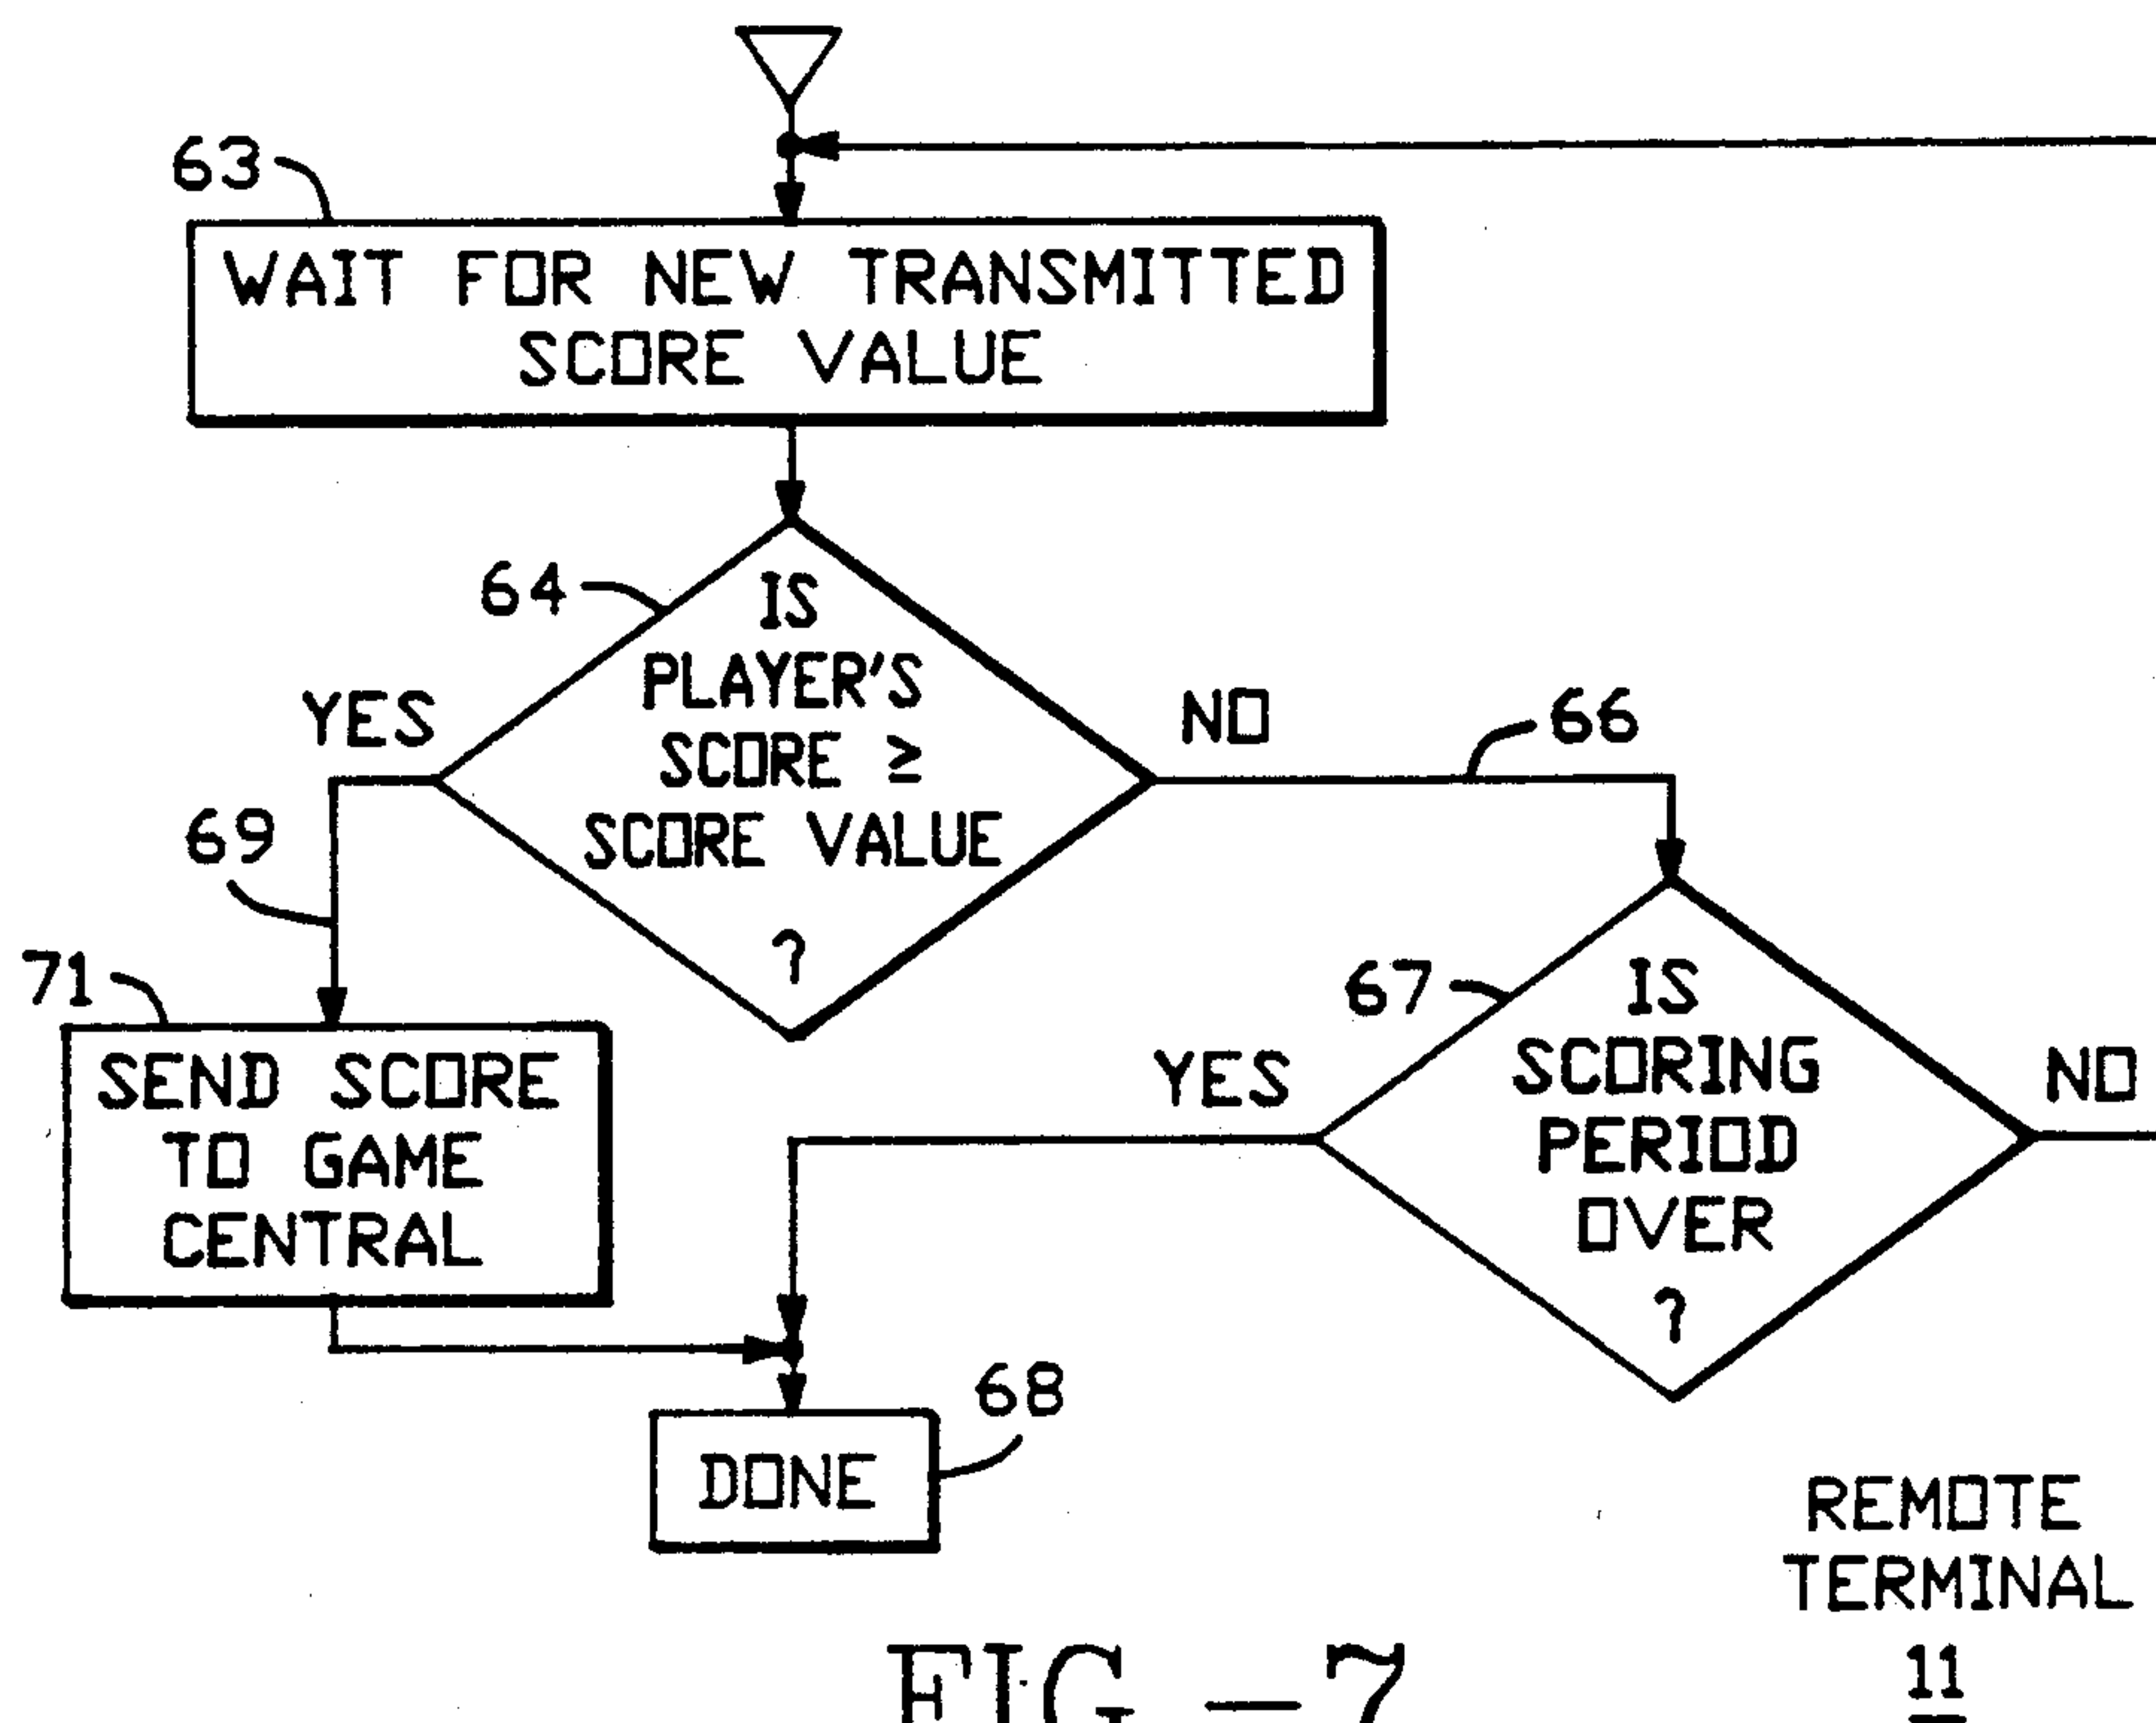 63
WAIT FOR NEW TRANSMITTED
SCORE VALUE
64
IS
PLAYER'S
SCORE ≥
SCORE VALUE
?
YES
NO
66
69
71
SEND SCORE
TO GAME
CENTRAL
67
IS
SCORING
PERIOD
OVER
?
YES
NO
68
DONE
REMOTE
TERMINAL
11
FIG-7